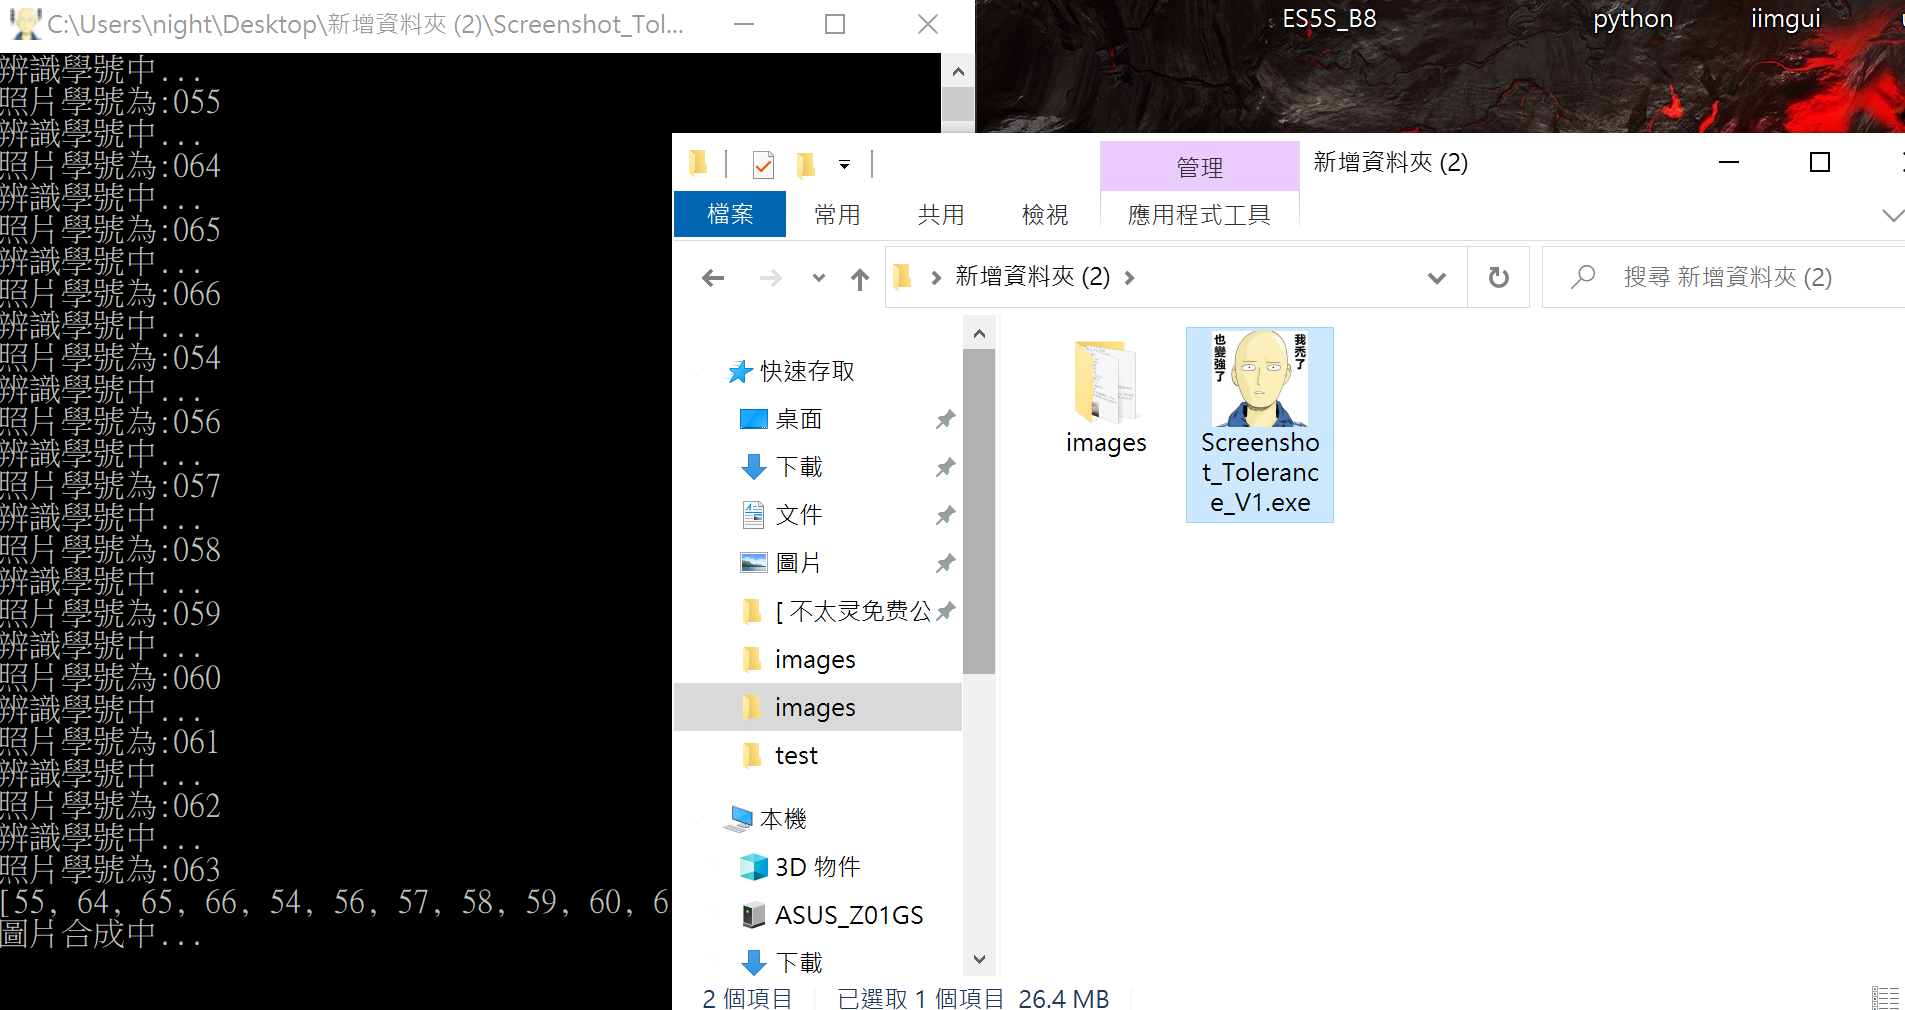 C:\Users\night\Desktop\新增資料夾 (2)\Screenshot_Tol...
辨識學號中...
照片學號為:055
辨識學號中...
照片學號為:064
辨識學號中...
照片學號為:065
辨識學號中...
照片學號為:066
辨識學號中...
照片學號為:054
辨識學號中...
照片學號為:056
辨識學號中...
照片學號為:057
辨識學號中...
照片學號為:058
辨識學號中...
照片學號為:059
辨識學號中...
照片學號為:060
辨識學號中...
照片學號為:061
辨識學號中...
照片學號為:062
辨識學號中...
照片學號為:063
[55, 64, 65, 66, 54, 56, 57, 58, 59, 60, 6
圖片合成中...
ES5S_B8
python
iimgui
管理
新增資料夾 (2)
檔案
常用
共用
檢視
應用程式工具
新增資料夾 (2)
搜尋 新增資料夾 (2)
快速存取
桌面
下載
文件
圖片
[ 不太灵免费公
images
images
test
本機
3D 物件
ASUS_Z01GS
下載
images
我禿了
也變強了
Screensho
t_Toleranc
e_V1.exe
2 個項目
已選取 1 個項目 26.4 MB